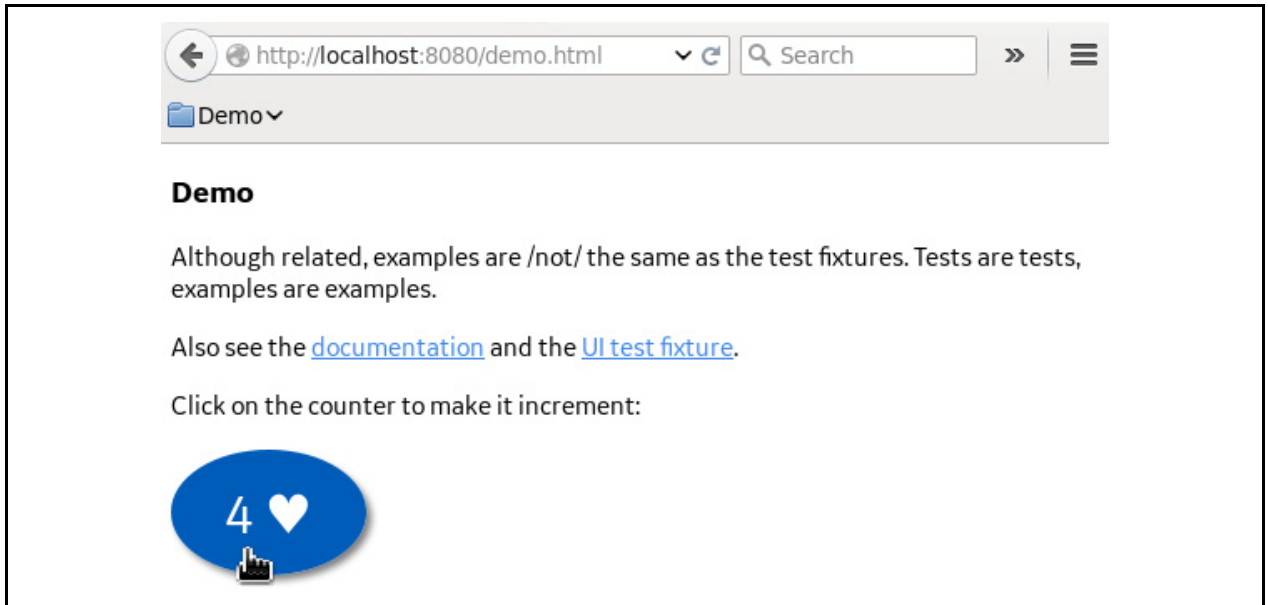 http://localhost:8080/demo.html Search »
Demo
Demo
Although related, examples are /not/ the same as the test fixtures. Tests are tests,
examples are examples.
Also see the documentation and the UI test fixture.
Click on the counter to make it increment:
4 ♥